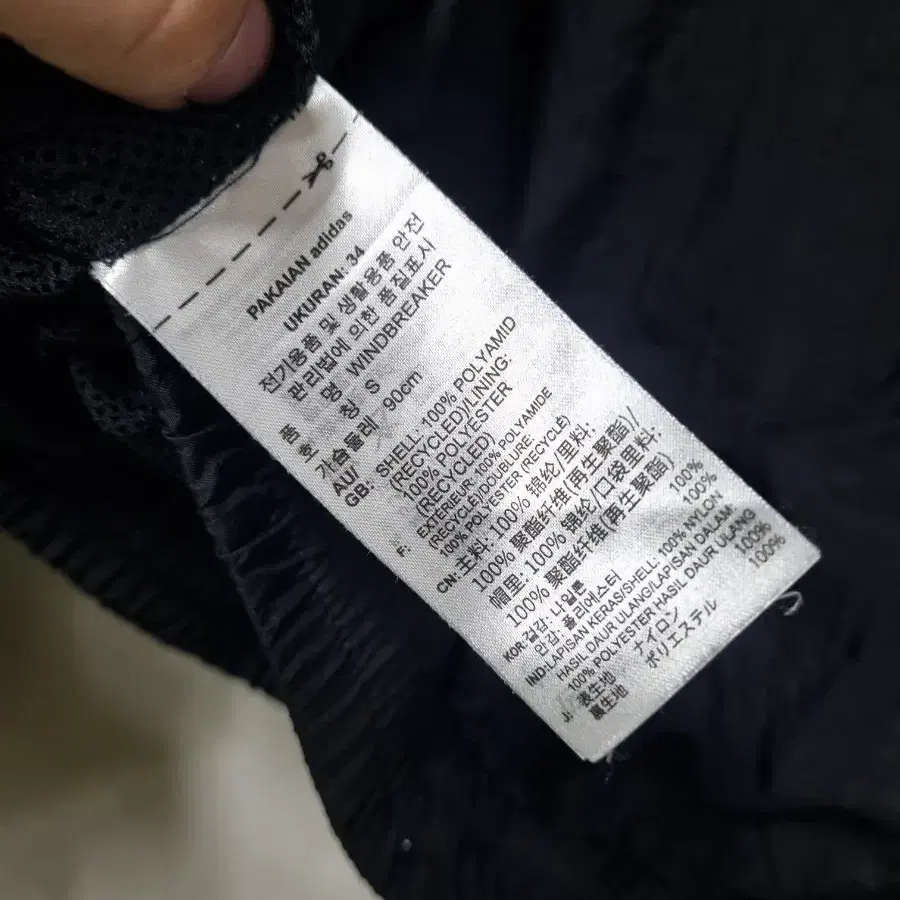 PAKAIAN adidas
UKURAN: 34
전기용품 및 생활용품 안전
관리법에 의한 품질표시
품 명 WINDBREAKER
호 칭 S
가슴둘레 90cm
AU/
GB: SHELL: 100% POLYAMID
(RECYCLED)/LINING:
100% POLYESTER
(RECYCLED)
F: EXTÉRIEUR: 100% POLYAMIDE
(RECYCLÉ)/DOUBLURE:
100% POLYESTER (RECYCLÉ)
CN: 主料: 100% 锦纶/里料:
100% 聚酯纤维(再生聚酯)/
帽里: 100% 锦纶/口袋里料:
100% 聚酯纤维(再生聚酯)
KOR: 겉감: 나일론 100%
안감: 폴리에스터 100%
IND: LAPISAN KERAS/SHELL: 100% NYLON
HASIL DAUR ULANG/LAPISAN DALAM
100% POLYESTER HASIL DAUR ULANG
J: 表生地 ナイロン 100%
裏生地 ポリエステル 100%